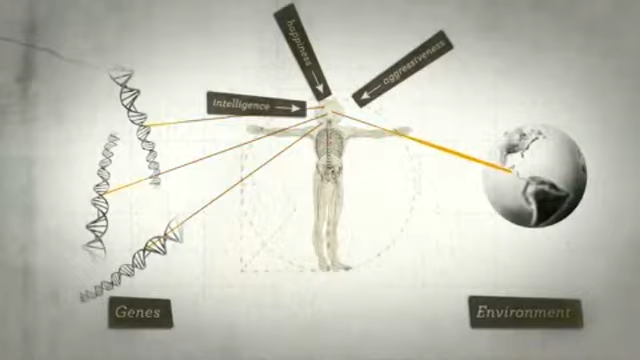 happiness
aggressiveness
intelligence
Genes
Environment